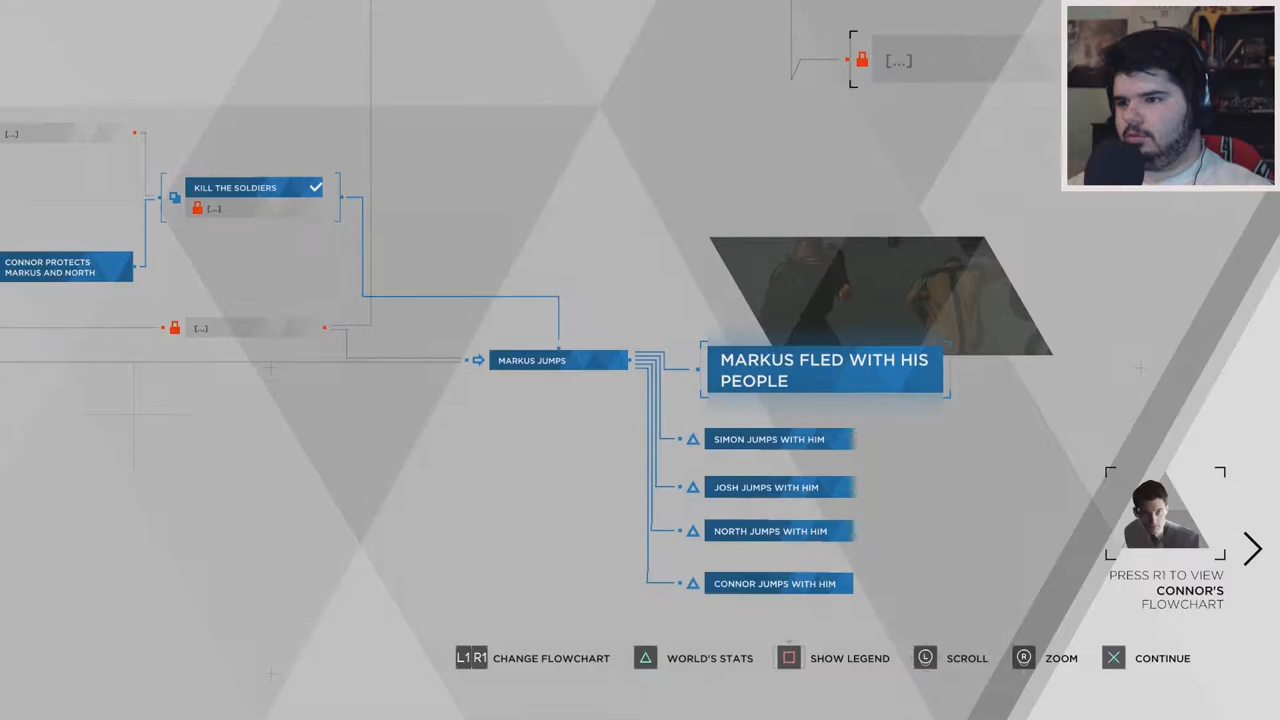 [...]
[...]
KILL THE SOLDIERS
[...]
CONNOR PROTECTS
MARKUS AND NORTH
[...]
MARKUS JUMPS
MARKUS FLED WITH HIS
PEOPLE
SIMON JUMPS WITH HIM
JOSH JUMPS WITH HIM
NORTH JUMPS WITH HIM
CONNOR JUMPS WITH HIM
PRESS R1 TO VIEW
CONNOR'S
FLOWCHART
L1 R1 CHANGE FLOWCHART WORLD'S STATS SHOW LEGEND L SCROLL R ZOOM CONTINUE